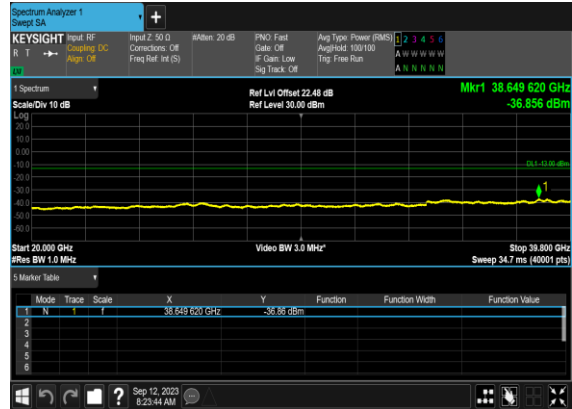 Spectrum Analyzer 1
Swept SA
+
KEYSIGHT Input: RF Input Z: 50 Ω #Atten: 20 dB PNO: Fast Avg Type: Power (RMS) 1 2 3 4 5 6
R T Coupling: DC Corrections: Off Gate: Off Avg|Hold: 100/100 A W W W W W
Align: Off Freq Ref: Int (S) IF Gain: Low Trig: Free Run
Sig Track: Off A N N N N N
1 Spectrum Ref Lvl Offset 22.48 dB Mkr1 38.649 620 GHz
Scale/Div 10 dB Ref Level 30.00 dBm -36.856 dBm
Log
20.0
10.0
0.00
-10.0 DL1 -13.00 dBm
-20.0
-30.0 1
-40.0
-50.0
-60.0
Start 20.000 GHz Video BW 3.0 MHz* Stop 39.800 GHz
#Res BW 1.0 MHz Sweep 34.7 ms (40001 pts)
5 Marker Table
Mode Trace Scale X Y Function Function Width Function Value
1 N 1 f 38.649 620 GHz -36.86 dBm
2
3
4
5
6
? Sep 12, 2023
8:23:44 AM